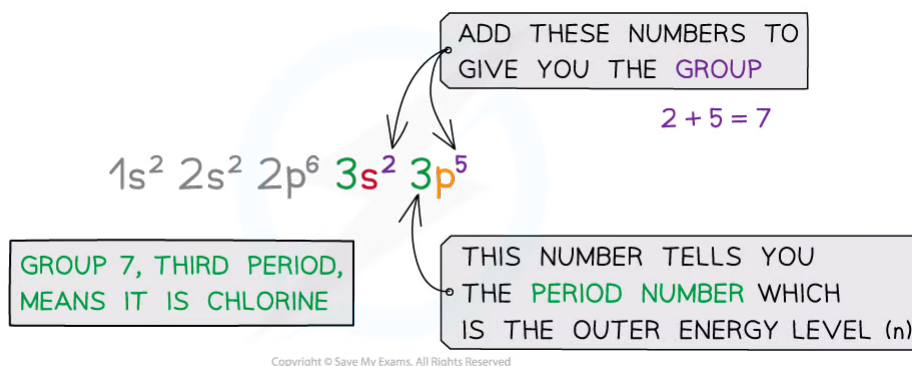 ADD THESE NUMBERS TO
GIVE YOU THE GROUP
2 + 5 = 7
1s² 2s² 2p⁶ 3s² 3p⁵
GROUP 7, THIRD PERIOD,
MEANS IT IS CHLORINE
THIS NUMBER TELLS YOU
THE PERIOD NUMBER WHICH
IS THE OUTER ENERGY LEVEL (n)
Copyright © Save My Exams. All Rights Reserved